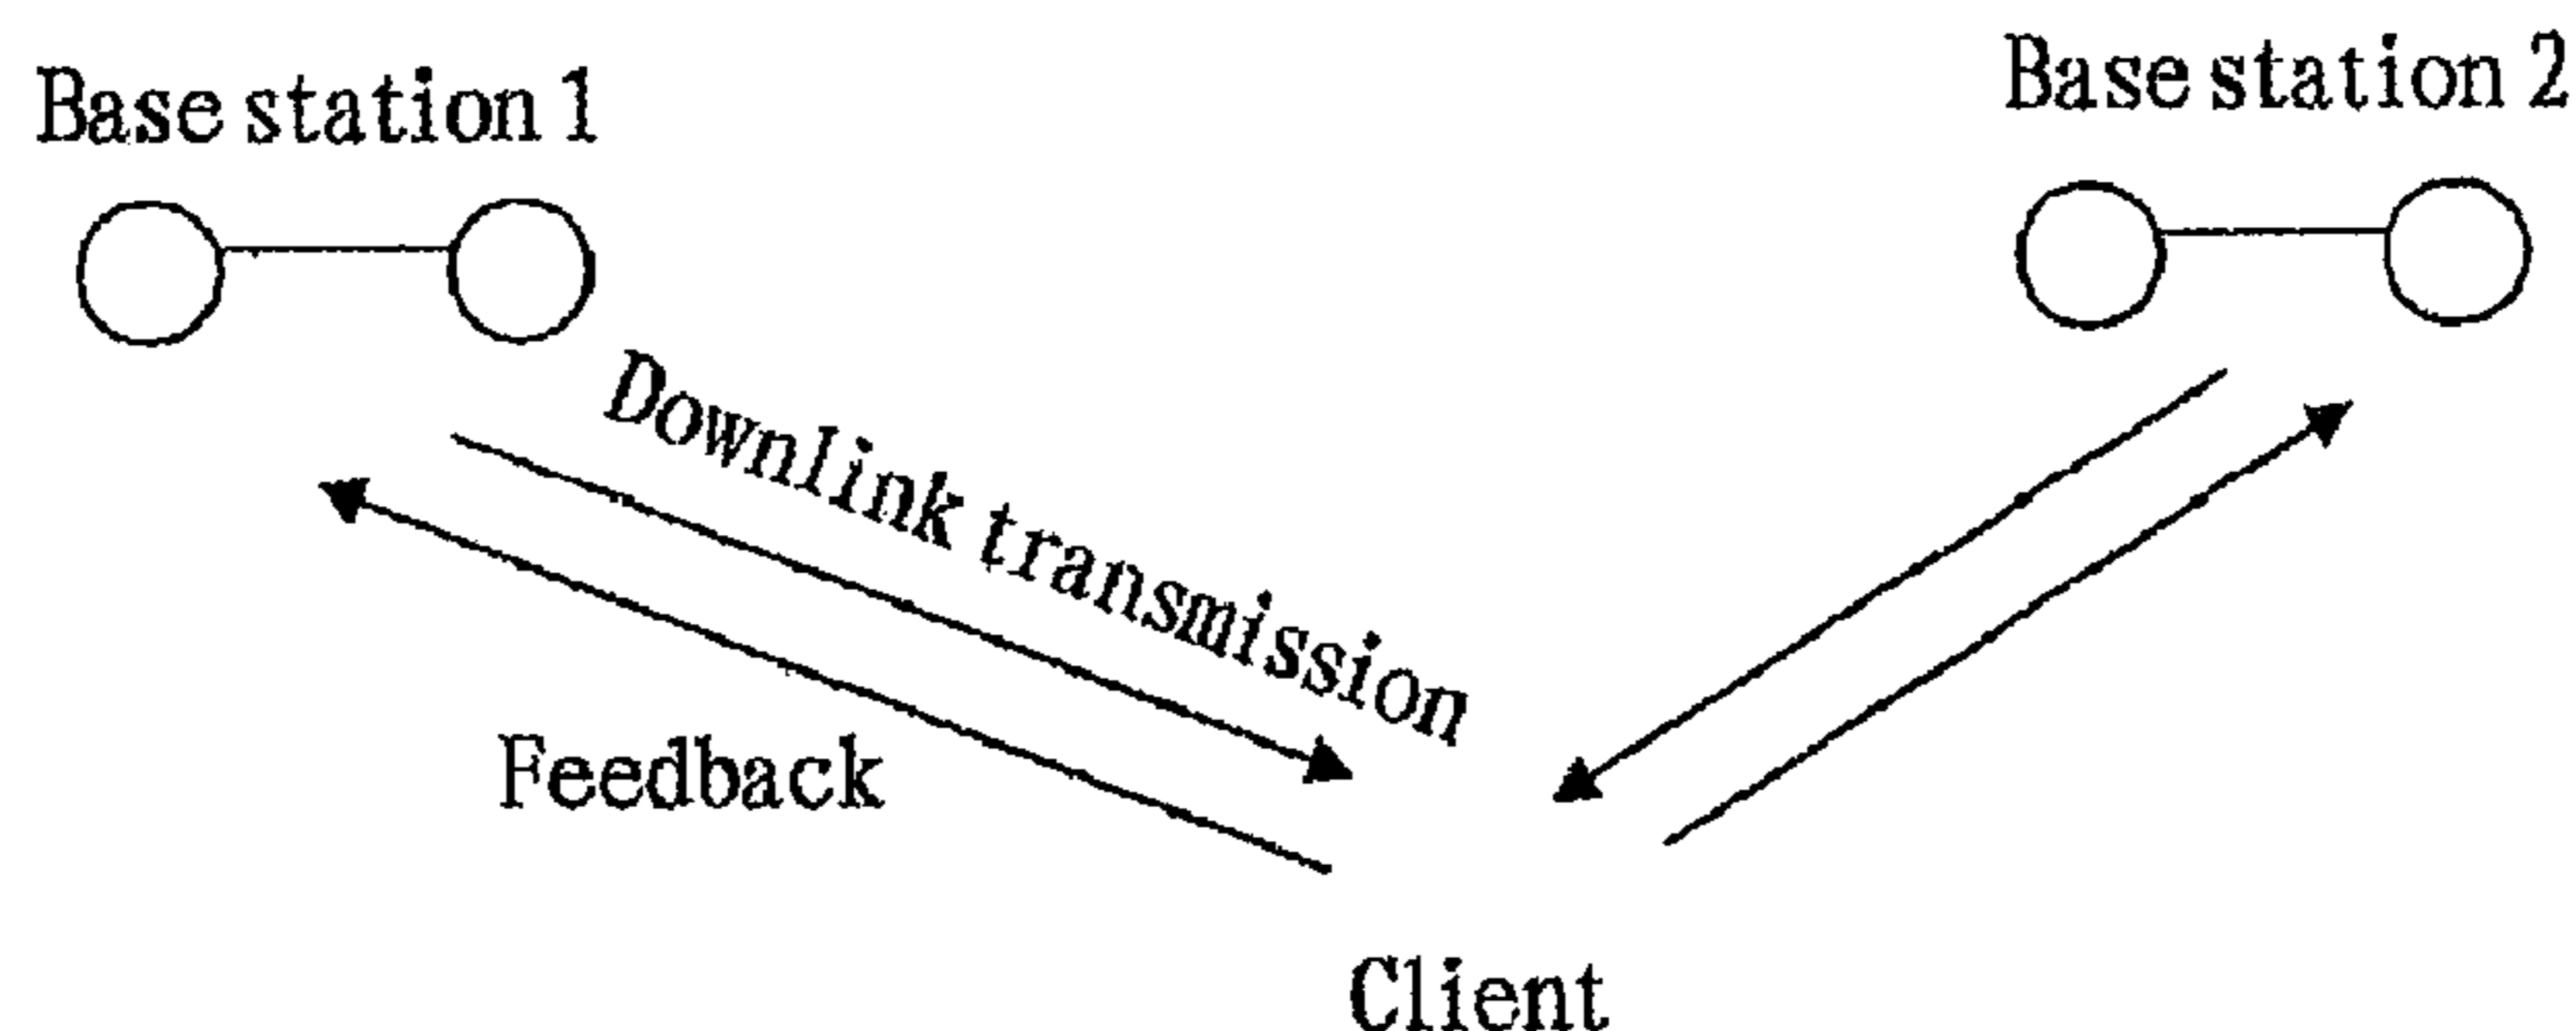 Base station 1
Base station 2
Downlink transmission
Feedback
Client